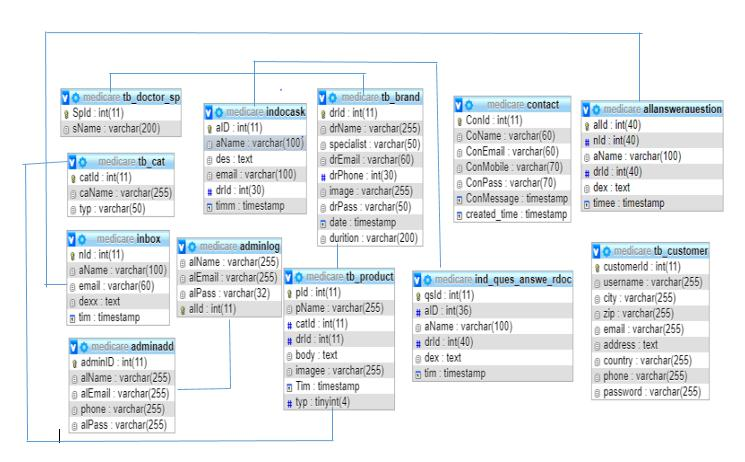 medicare tb_doctor_sp
SpId : int(11)
sName : varchar(200)
medicare indocask
aID : int(11)
aName : varchar(100)
des : text
email : varchar(100)
drId : int(30)
timm : timestamp
medicare tb_brand
drId : int(11)
drName : varchar(255)
specialist : varchar(50)
drEmail : varchar(60)
drPhone : int(30)
image : varchar(255)
drPass : varchar(50)
date : timestamp
durition : varchar(200)
medicare contact
ConId : int(11)
CoName : varchar(60)
ConEmail : varchar(60)
ConMobile : varchar(70)
ConPass : varchar(70)
ConMessage : timestamp
created_time : timestamp
medicare allanswerauestion
alld : int(40)
nId : int(40)
aName : varchar(100)
drId : int(40)
dex : text
timee : timestamp
medicare tb_cat
catId : int(11)
caName : varchar(255)
typ : varchar(50)
medicare inbox
nId : int(11)
aName : varchar(100)
email : varchar(60)
dexx : text
tim : timestamp
medicare adminlog
alName : varchar(255)
alEmail : varchar(255)
alPass : varchar(32)
alId : int(11)
medicare tb_product
pId : int(11)
pName : varchar(255)
catId : int(11)
drId : int(11)
body : text
imagee : varchar(255)
Tim : timestamp
typ : tinyint(4)
medicare ind_ques_answe_rdoc
qsId : int(11)
aID : int(36)
aName : varchar(100)
drId : int(40)
dex : text
tim : timestamp
medicare tb_customer
customerId : int(11)
username : varchar(255)
city : varchar(255)
zip : varchar(255)
email : varchar(255)
address : text
country : varchar(255)
phone : varchar(255)
password : varchar(255)
medicare adminadd
adminID : int(11)
alName : varchar(255)
alEmail : varchar(255)
phone : varchar(255)
alPass : varchar(255)